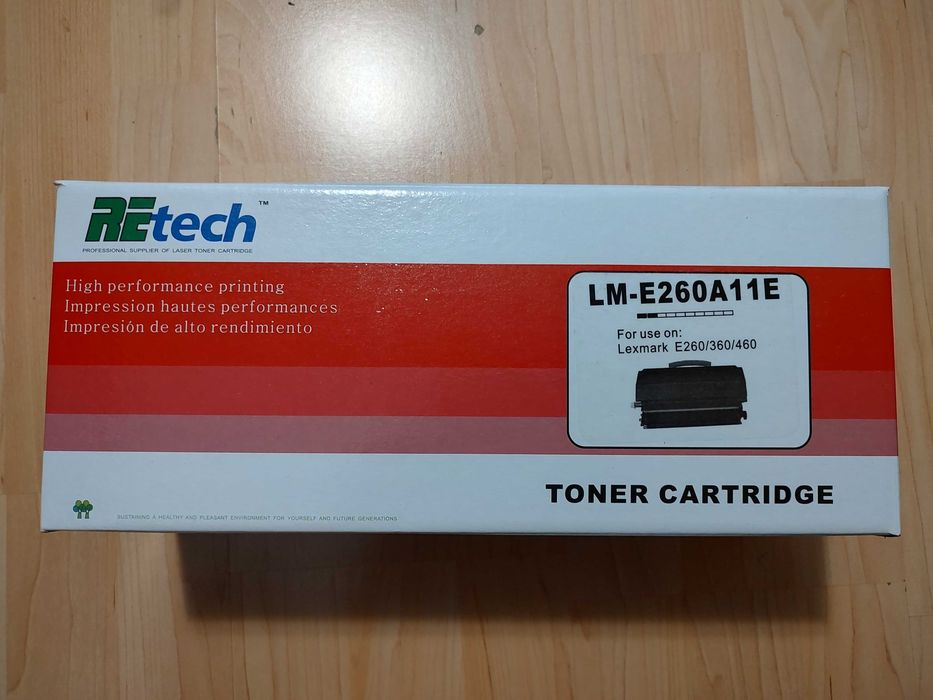 REtech™
PROFESSIONAL SUPPLIER OF LASER TONER CARTRIDGE
High performance printing
Impression hautes performances
Impresión de alto rendimiento
LM-E260A11E
For use on:
Lexmark E260/360/460
TONER CARTRIDGE
SUSTAINING A HEALTHY AND PLEASANT ENVIRONMENT FOR YOURSELF AND FUTURE GENERATIONS